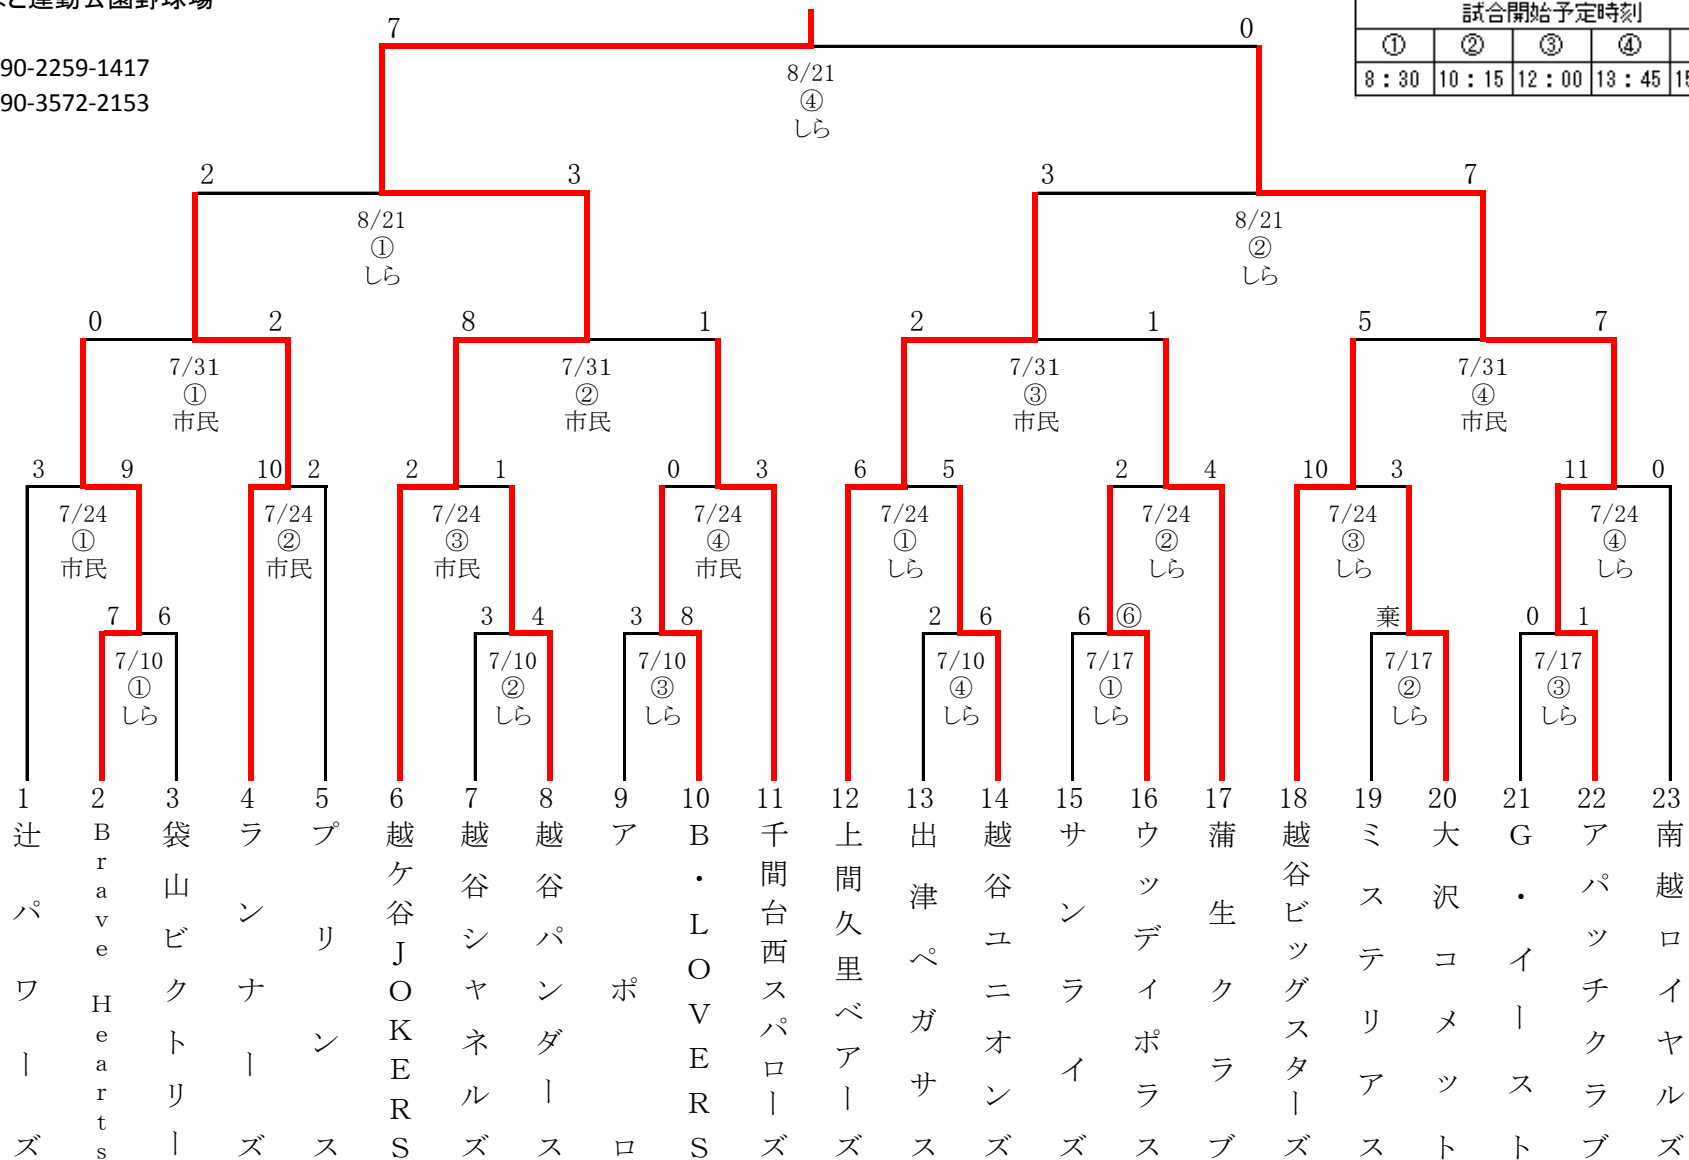 と運動公園野球場
90-2259-1417
90-3572-2153
試合開始予定時刻
① ② ③ ④
8：30 10：15 12：00 13：45 15
7 0
8/21
④
しら
2 3 3 7
8/21 8/21
① ②
しら しら
0 2 8 1 2 1 5 7
7/31 7/31 7/31 7/31
① ② ③ ④
市民 市民 市民 市民
3 9 10 2 2 1 0 3 6 5 2 4 10 3 11 0
7/24 7/24 7/24 7/24 7/24 7/24 7/24 7/24
① ② ③ ④ ① ② ③ ④
市民 市民 市民 市民 しら しら しら しら
7 6 3 4 3 8 2 6 6 ⑥ 棄 0 1
7/10 7/10 7/10 7/10 7/17 7/17 7/17
① ② ③ ④ ① ② ③
しら しら しら しら しら しら しら
1 辻パワーズ
2 Brave Hearts
3 袋山ビクトリー
4 ランナーズ
5 プリンス
6 越ケ谷JOKERS
7 越谷シャネルズ
8 越谷パンダース
9 アポロ
10 B・LOVERS
11 千間台西スパローズ
12 上間久里ベアーズ
13 出津ペガサス
14 越谷ユニオンズ
15 サンライズ
16 ウッディポラス
17 蒲生クラブ
18 越谷ビッグスターズ
19 ミステリアス
20 大沢コメット
21 G・イースト
22 アパッチクラブ
23 南越ロイヤルズ